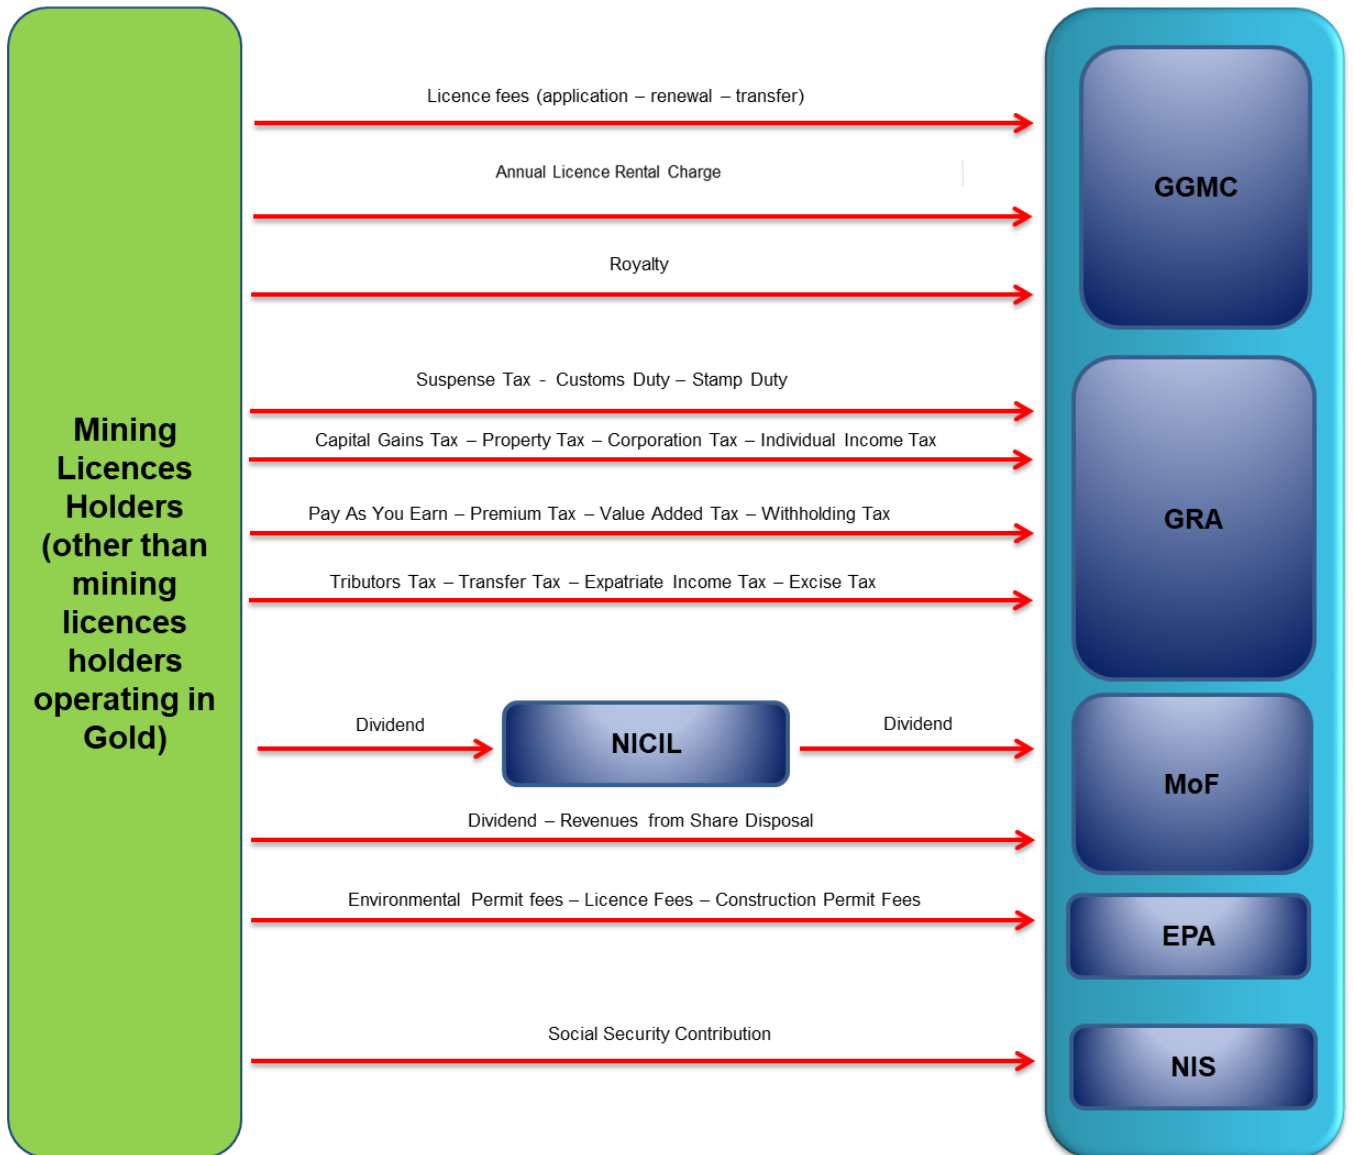 Licence fees (application – renewal – transfer)
Annual Licence Rental Charge
GGMC
Royalty
Suspense Tax - Customs Duty – Stamp Duty
Mining
Licences
Holders
(other than
mining
licences
holders
operating in
Gold)
Capital Gains Tax – Property Tax – Corporation Tax – Individual Income Tax
Pay As You Earn – Premium Tax – Value Added Tax – Withholding Tax
GRA
Tributors Tax – Transfer Tax – Expatriate Income Tax – Excise Tax
Dividend
NICIL
Dividend
MoF
Dividend – Revenues from Share Disposal
Environmental Permit fees – Licence Fees – Construction Permit Fees
EPA
Social Security Contribution
NIS